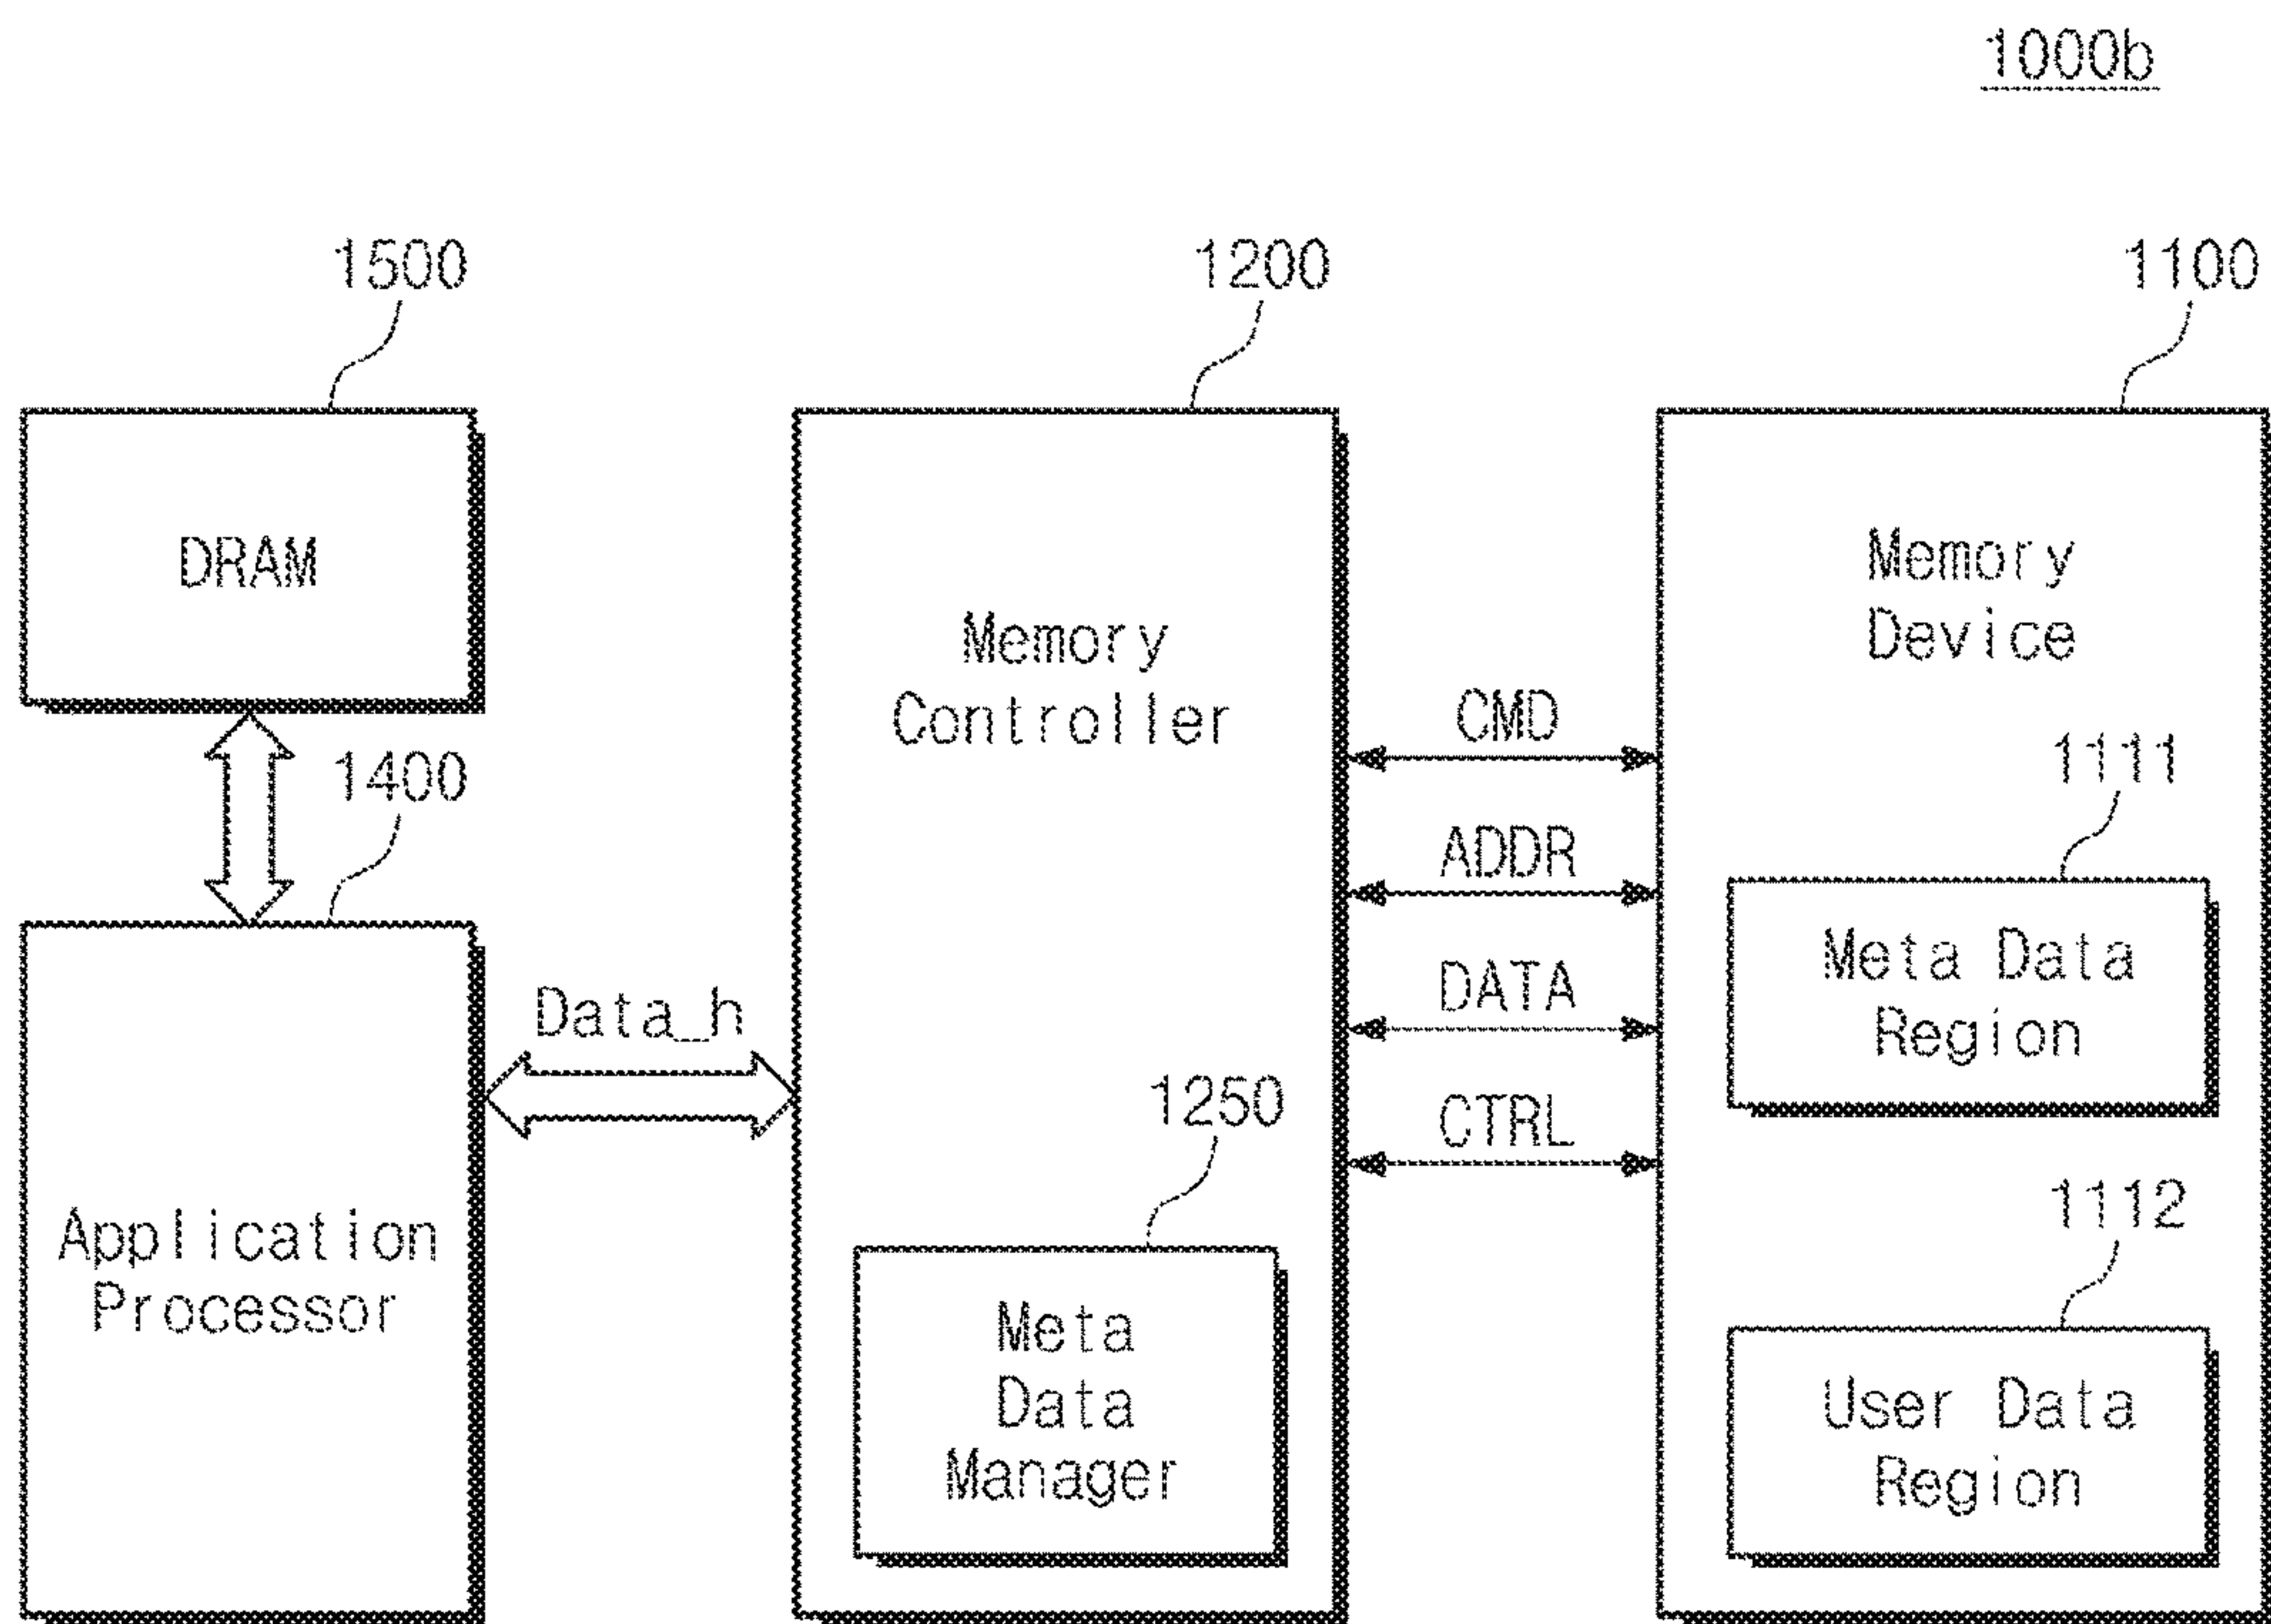 1000b
1500
1200
1100
DRAM
Memory
Controller
Memory
Device
1400
CMD
ADDR
DATA
CTRL
1111
Meta Data
Region
Data_h
1250
Application
Processor
Meta
Data
Manager
1112
User Data
Region